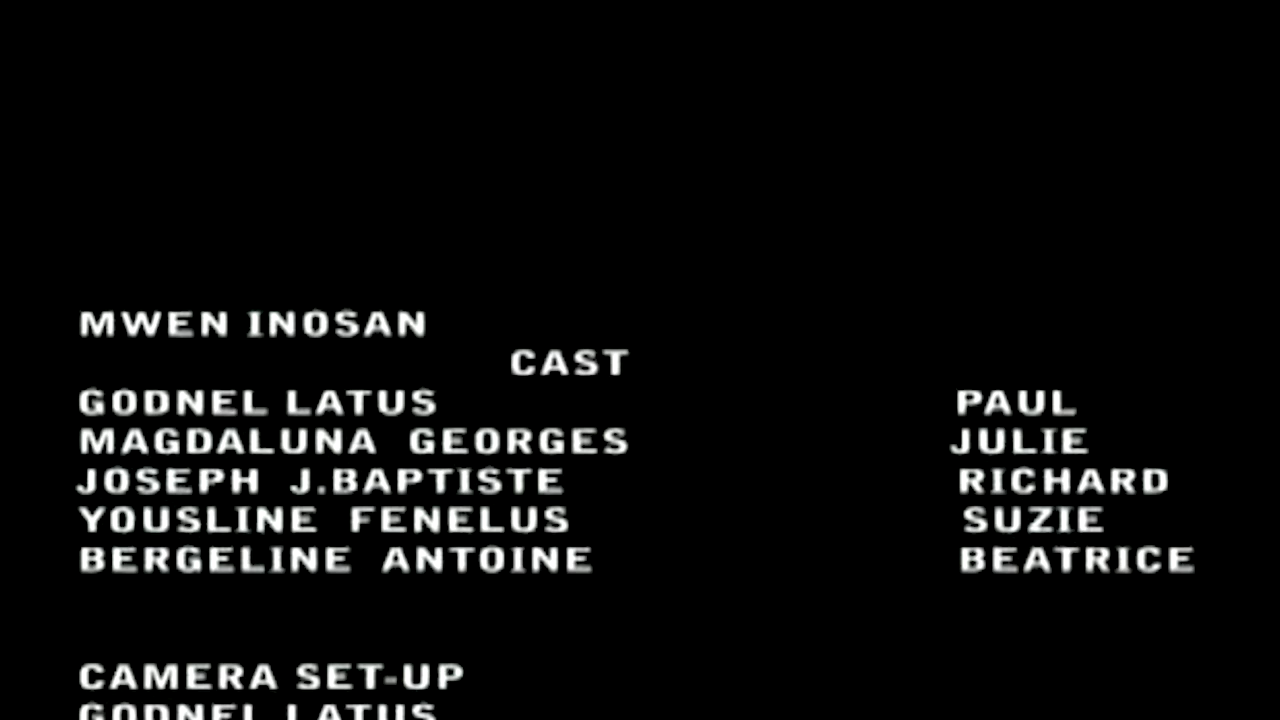 MWEN INOSAN
CAST
GODNEL LATUS PAUL
MAGDALUNA GEORGES JULIE
JOSEPH J.BAPTISTE RICHARD
YOUSLINE FENELUS SUZIE
BERGELINE ANTOINE BEATRICE
CAMERA SET-UP
GODNEL LATUS